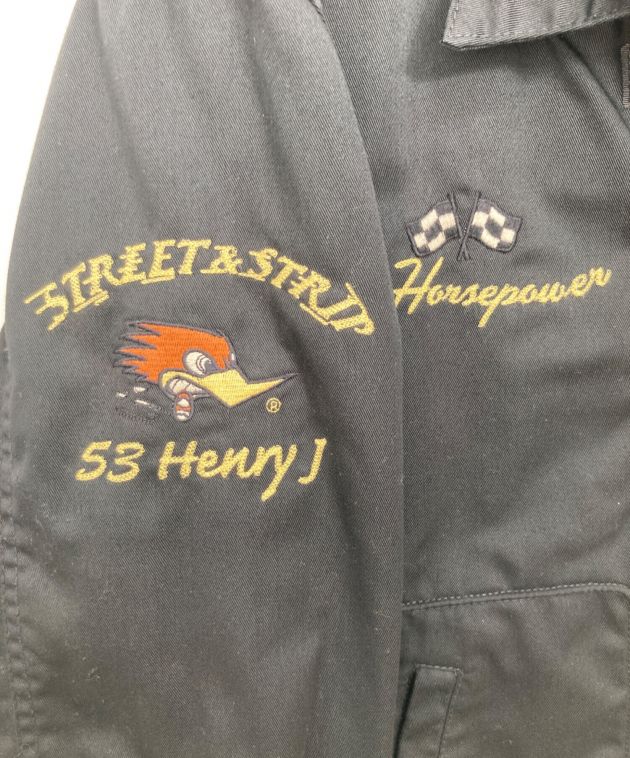 STREET & STRIP
Horsepower
®
53 Henry J